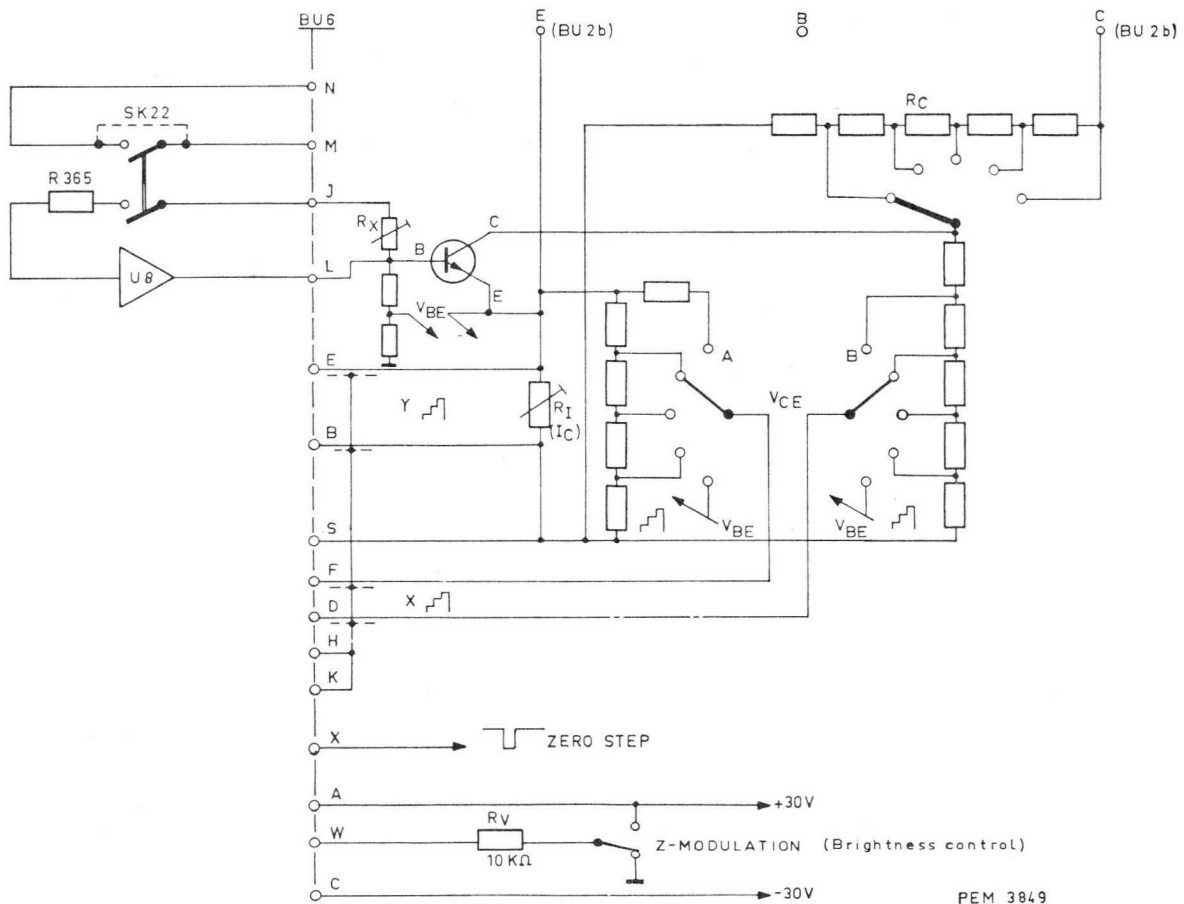 BU6
E
(BU 2b)
B
C
(BU 2b)
N
SK22
M
R 365
J
U8
L
RX
B
C
E
VBE
RC
E
Y
B
RI
(IC)
A
VCE
B
VBE
VBE
S
F
D
X
H
K
X
ZERO STEP
A
+30V
W
RV
10 KΩ
Z-MODULATION (Brightness control)
C
-30V
PEM 3849